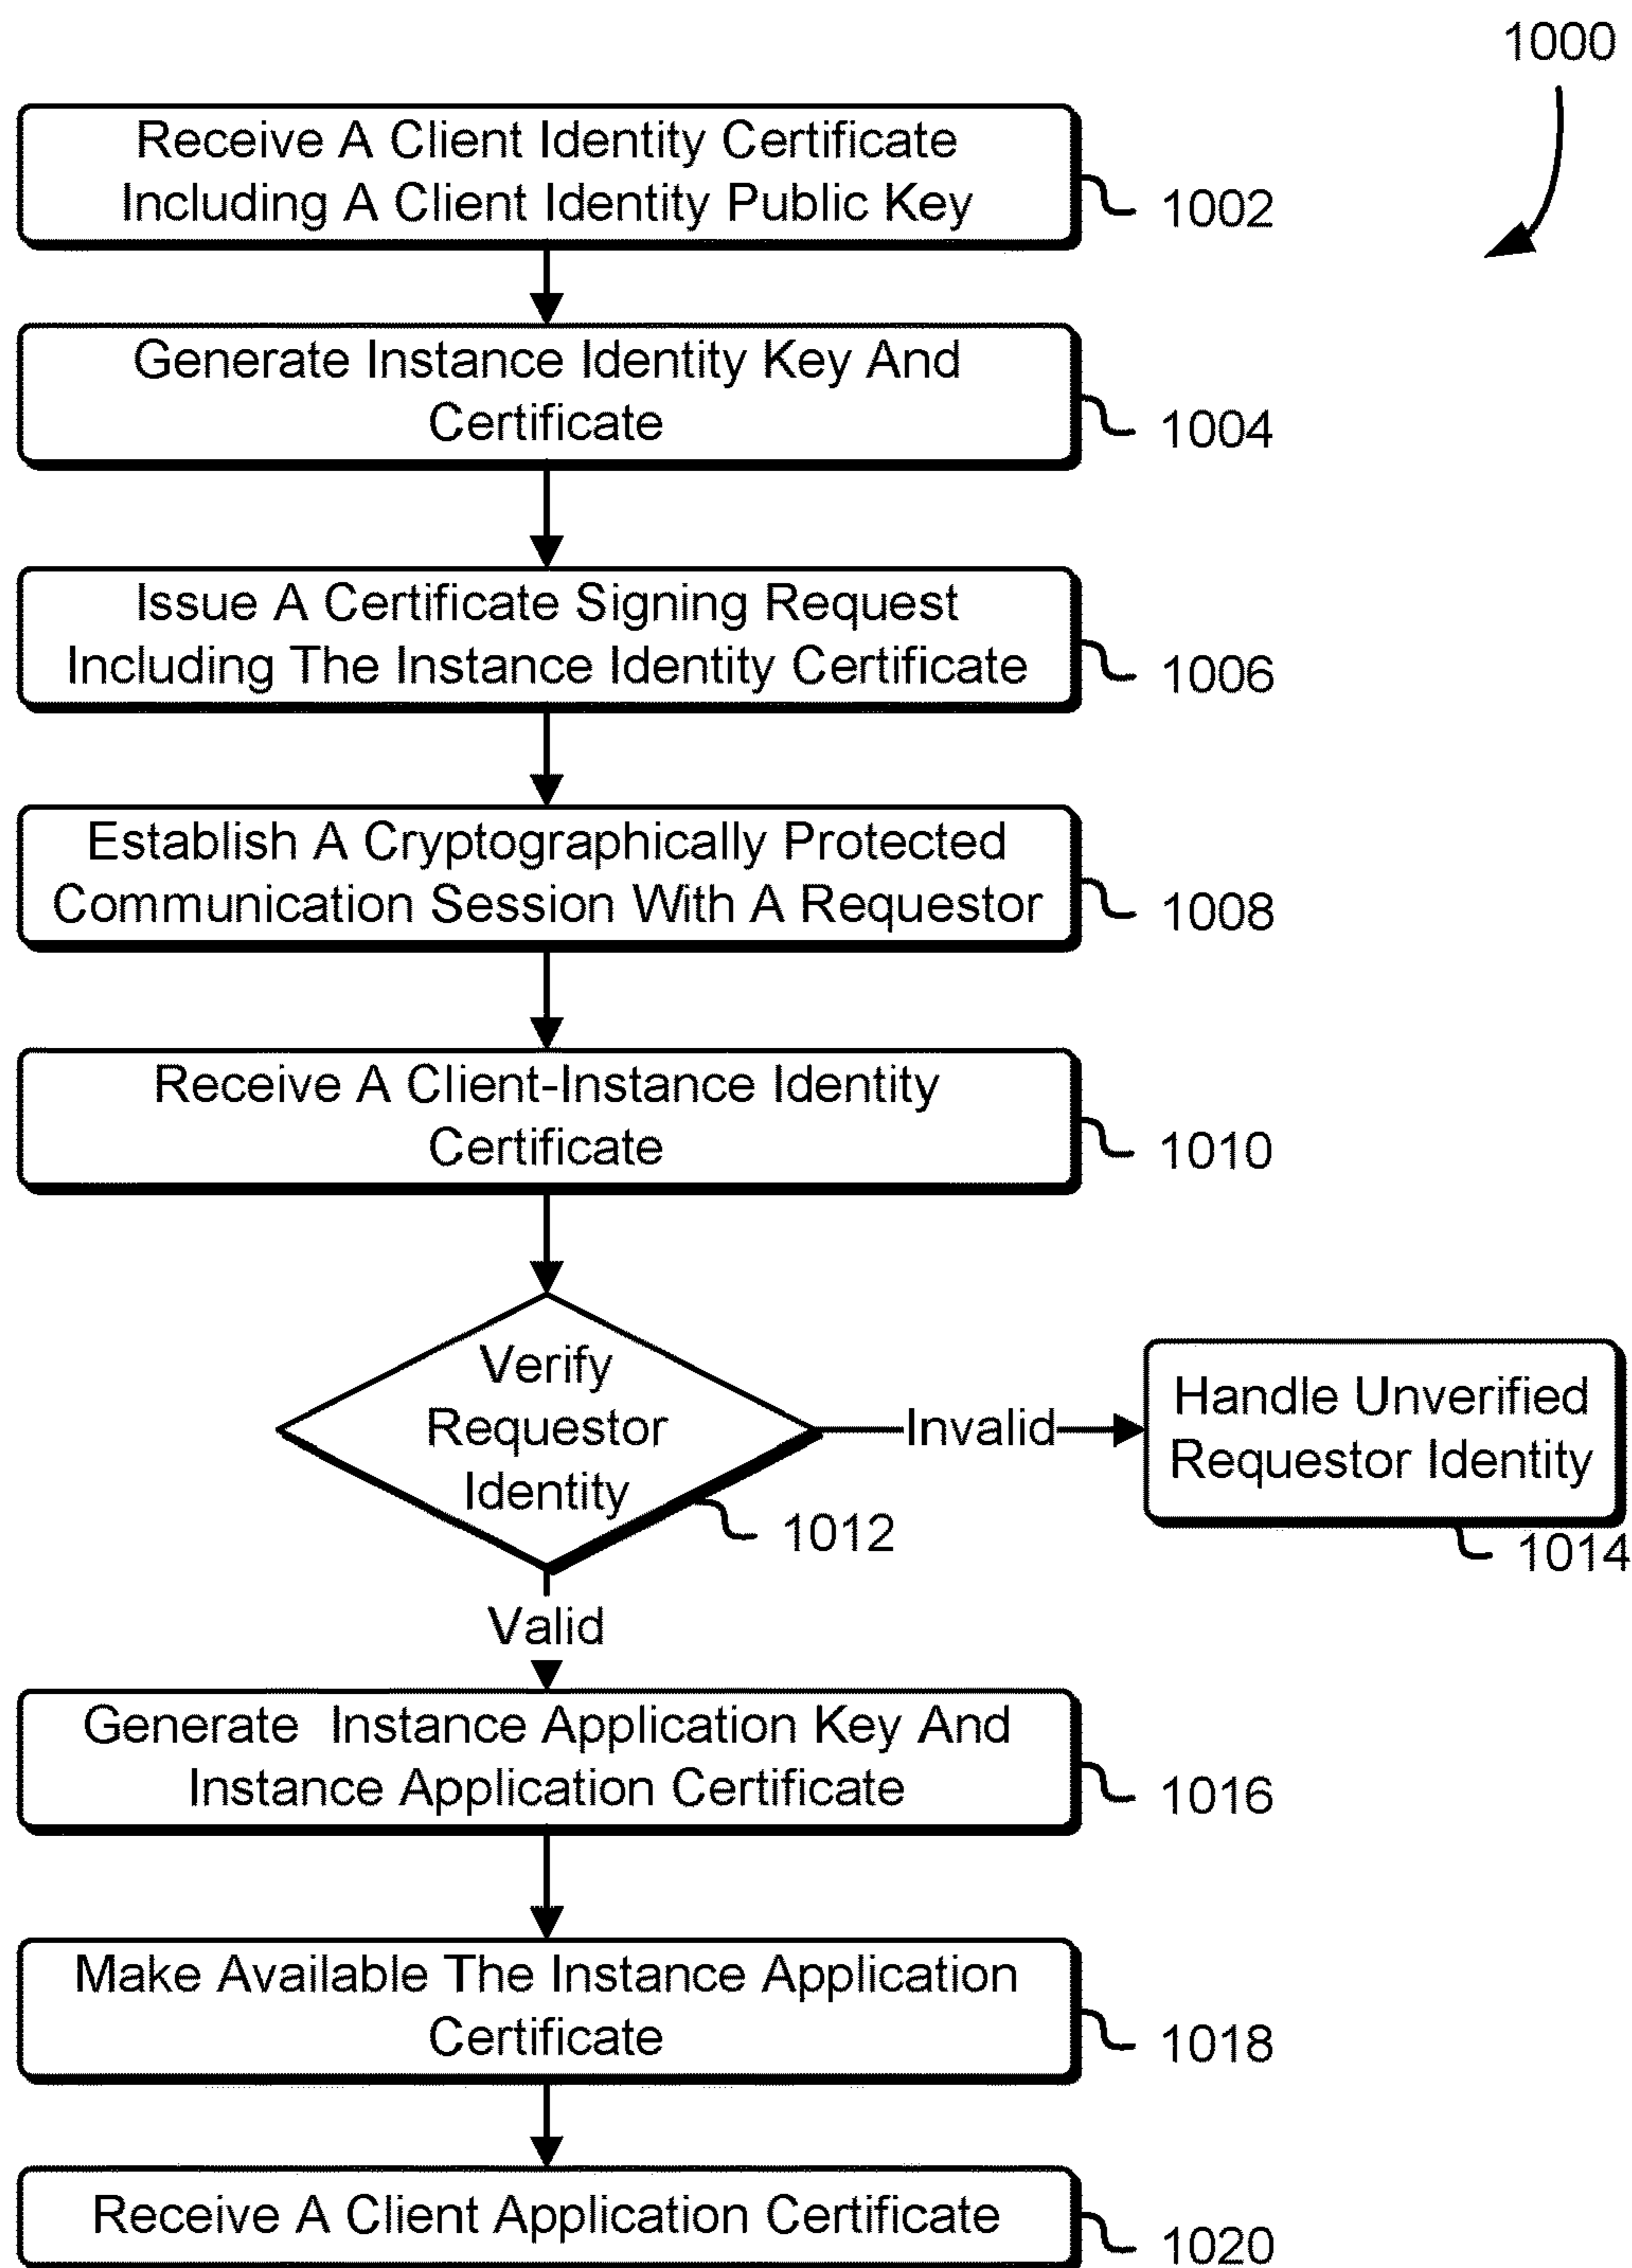 1000
Receive A Client Identity Certificate
Including A Client Identity Public Key
1002
Generate Instance Identity Key And
Certificate
1004
Issue A Certificate Signing Request
Including The Instance Identity Certificate
1006
Establish A Cryptographically Protected
Communication Session With A Requestor
1008
Receive A Client-Instance Identity
Certificate
1010
Verify
Requestor
Identity
1012
Invalid
Handle Unverified
Requestor Identity
1014
Valid
Generate Instance Application Key And
Instance Application Certificate
1016
Make Available The Instance Application
Certificate
1018
Receive A Client Application Certificate
1020